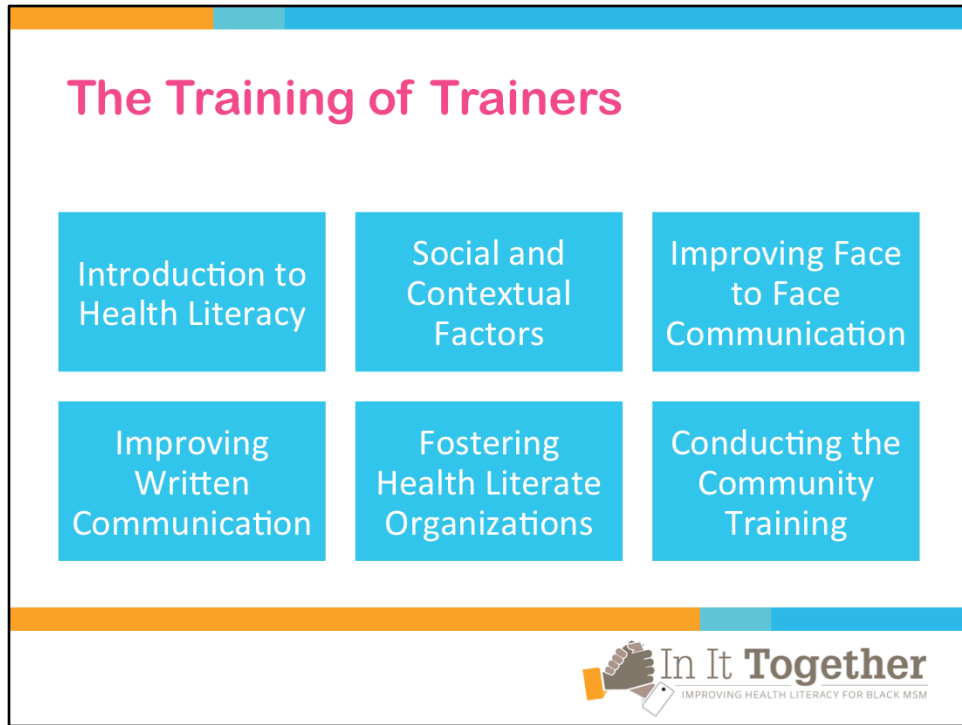 The Training of Trainers
Introduction to
Health Literacy
Social and
Contextual
Factors
Improving Face
to Face
Communication
Improving
Written
Communication
Fostering
Health Literate
Organizations
Conducting the
Community
Training
In It Together
IMPROVING HEALTH LITERACY FOR BLACK MSM